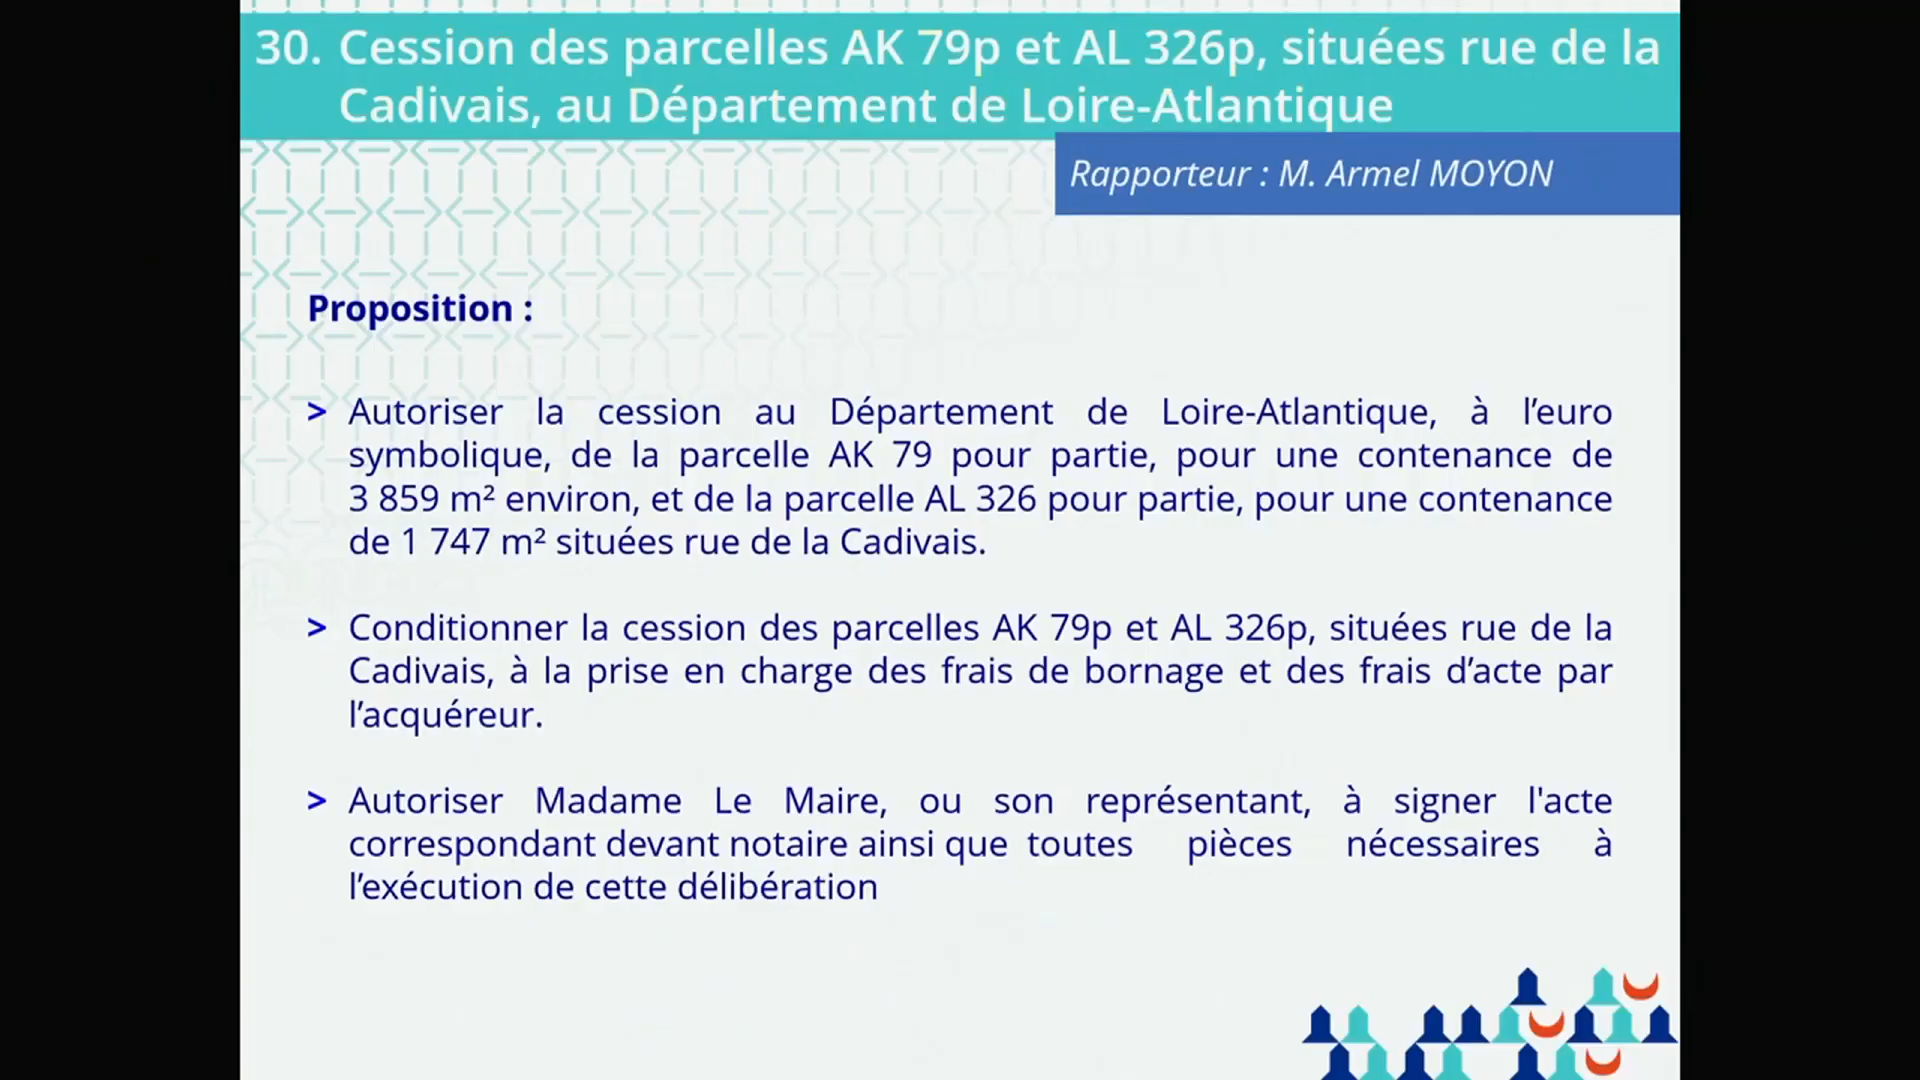 30. Cession des parcelles AK 79p et AL 326p, situées rue de la
Cadivais, au Département de Loire-Atlantique
Rapporteur : M. Armel MOYON
Proposition :
> Autoriser la cession au Département de Loire-Atlantique, à l’euro
symbolique, de la parcelle AK 79 pour partie, pour une contenance de
3 859 m² environ, et de la parcelle AL 326 pour partie, pour une contenance
de 1 747 m² situées rue de la Cadivais.
> Conditionner la cession des parcelles AK 79p et AL 326p, situées rue de la
Cadivais, à la prise en charge des frais de bornage et des frais d’acte par
l’acquéreur.
> Autoriser Madame Le Maire, ou son représentant, à signer l'acte
correspondant devant notaire ainsi que toutes pièces nécessaires à
l’exécution de cette délibération